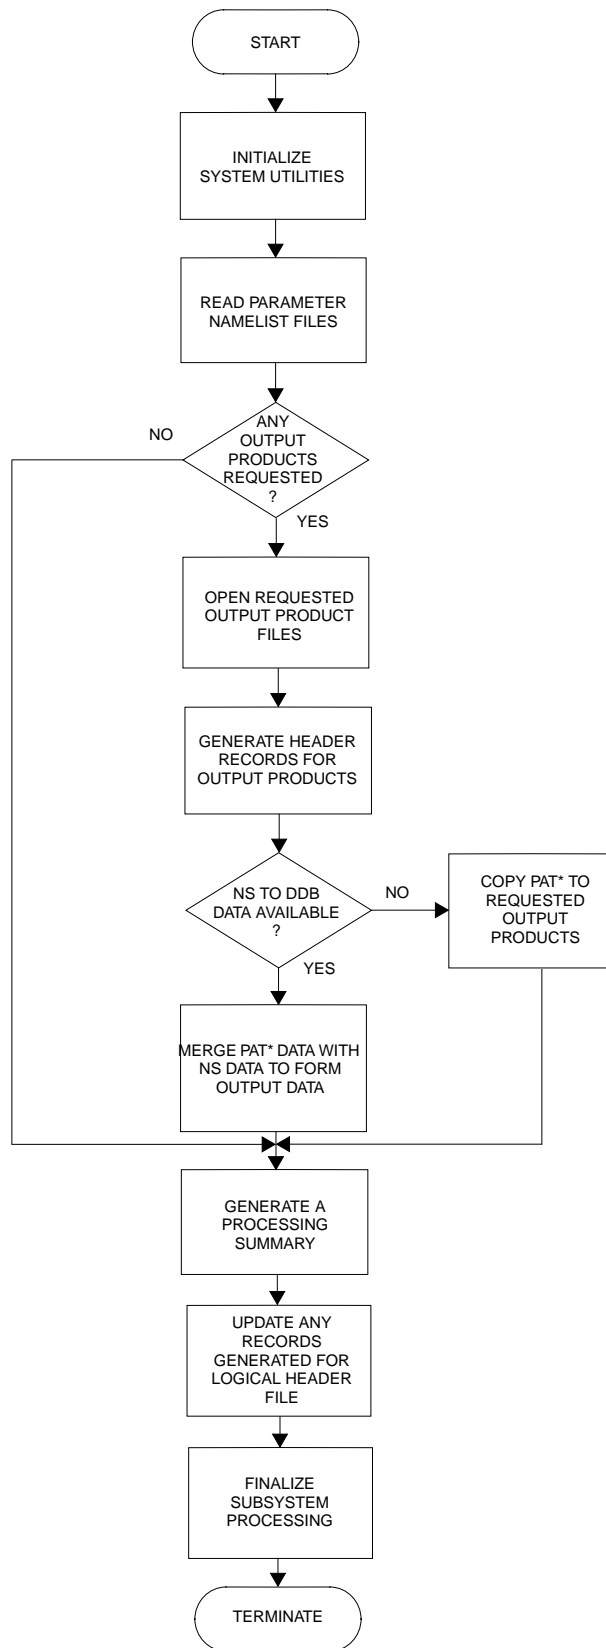 START
INITIALIZE
SYSTEM UTILITIES
READ PARAMETER
NAMELIST FILES
NO
ANY
OUTPUT
PRODUCTS
REQUESTED
?
YES
OPEN REQUESTED
OUTPUT PRODUCT
FILES
GENERATE HEADER
RECORDS FOR
OUTPUT PRODUCTS
NS TO DDB
DATA AVAILABLE
?
NO
COPY PAT* TO
REQUESTED
OUTPUT
PRODUCTS
YES
MERGE PAT* DATA WITH
NS DATA TO FORM
OUTPUT DATA
GENERATE A
PROCESSING
SUMMARY
UPDATE ANY
RECORDS
GENERATED FOR
LOGICAL HEADER
FILE
FINALIZE
SUBSYSTEM
PROCESSING
TERMINATE